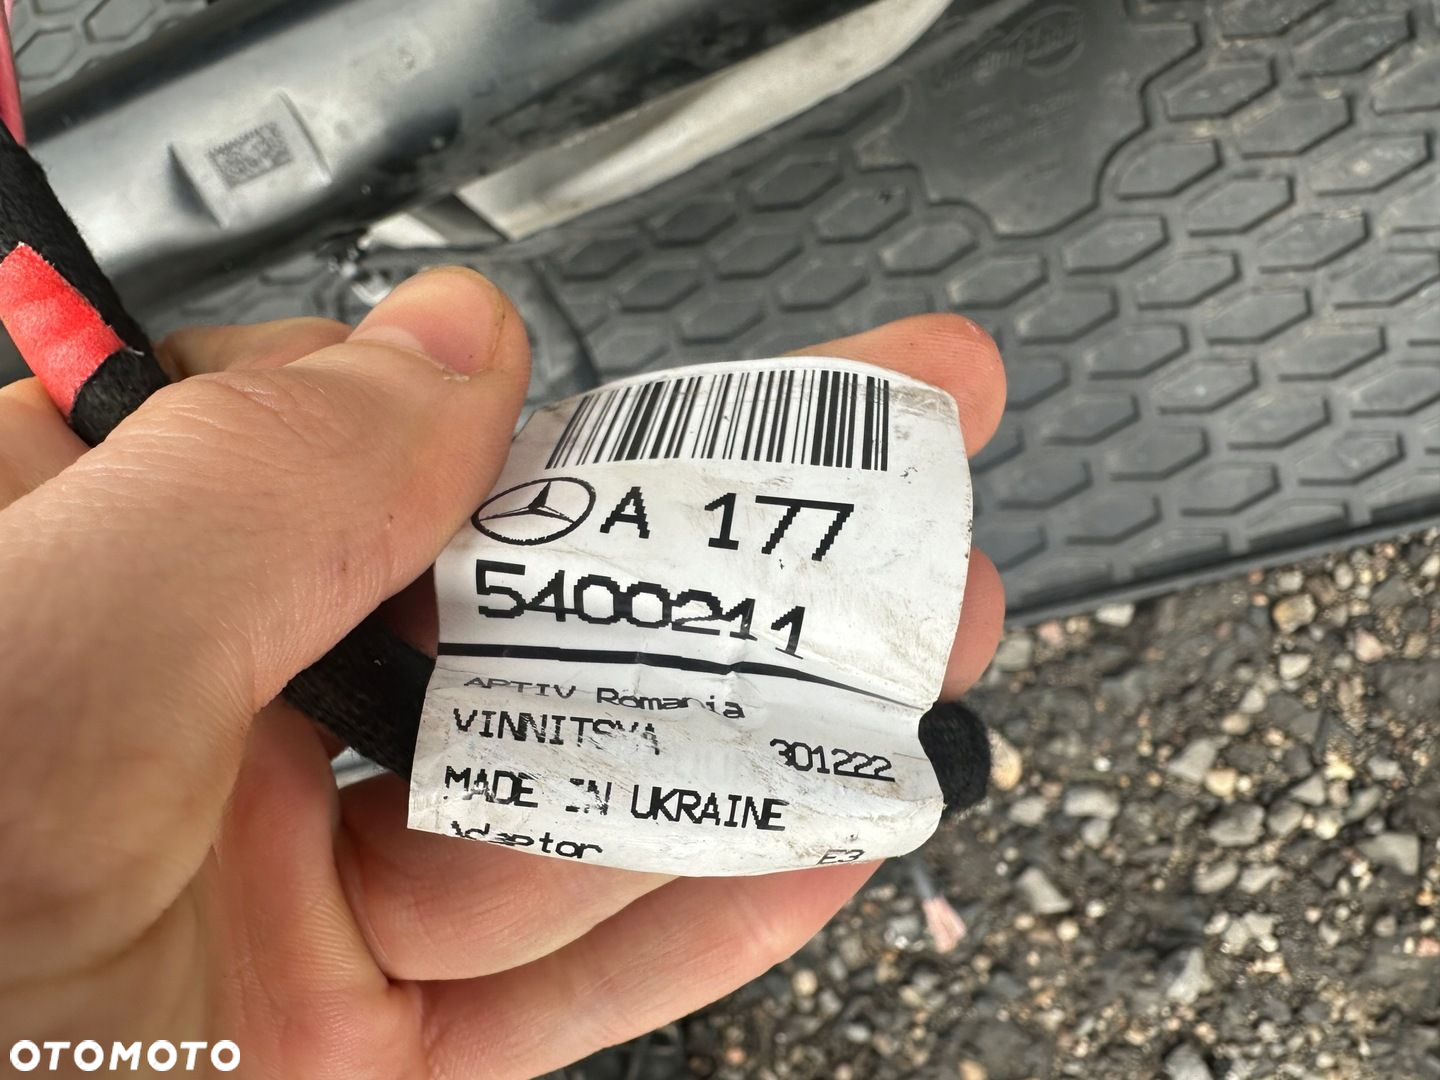 A 177
5400211
APTIV Romania
VINNITSYA 301222
MADE IN UKRAINE
Adaptor E3
OTOMOTO